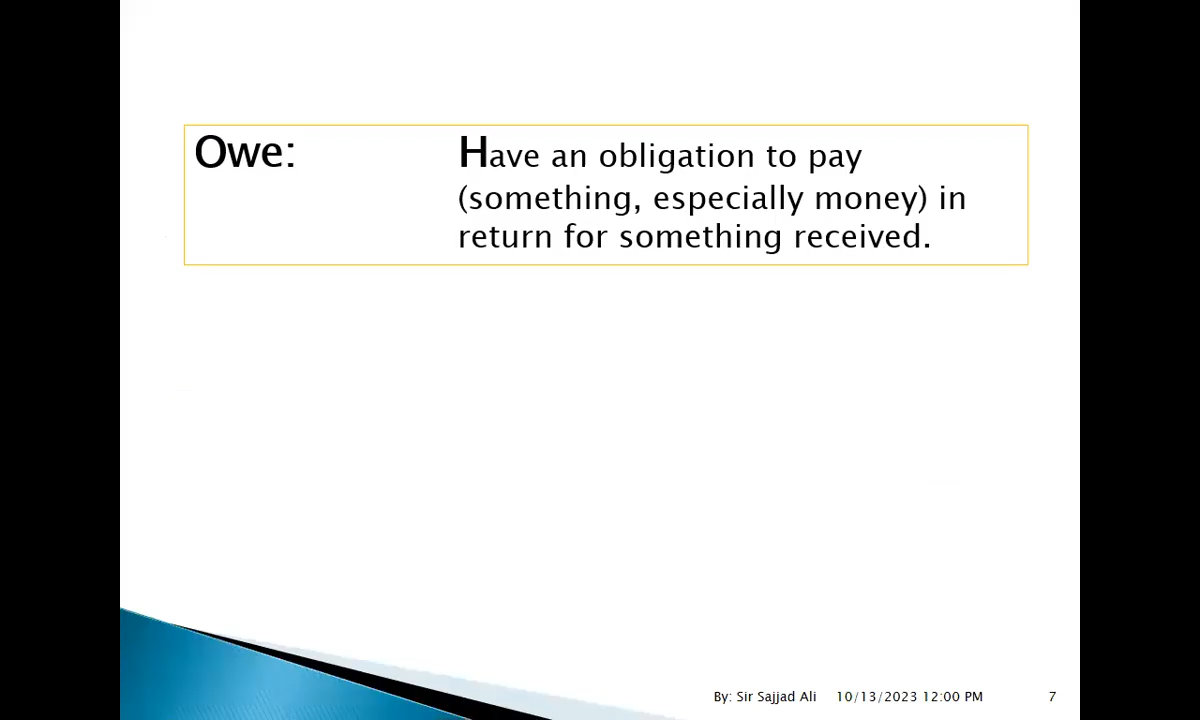 Owe: Have an obligation to pay
(something, especially money) in
return for something received.
By: Sir Sajjad Ali 10/13/2023 12:00 PM 7